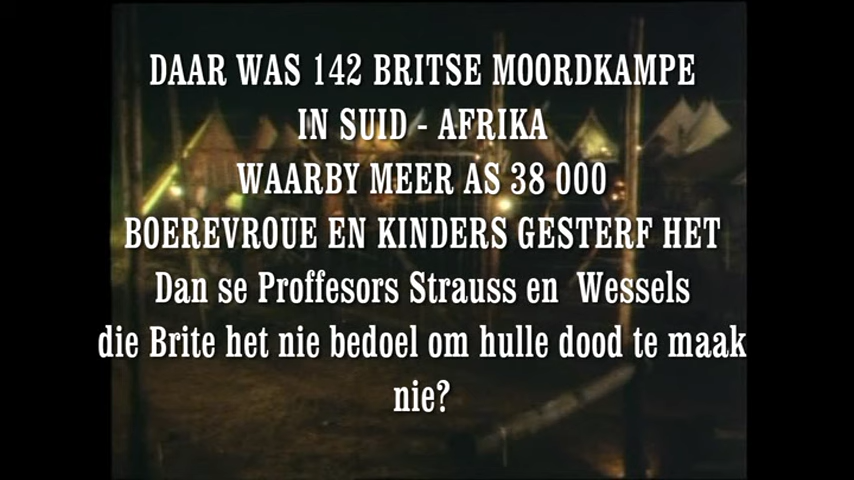 DAAR WAS 142 BRITSE MOORDKAMPE
IN SUID - AFRIKA
WAARBY MEER AS 38 000
BOEREVROUE EN KINDERS GESTERF HET
Dan se Proffesors Strauss en Wessels
die Brite het nie bedoel om hulle dood te maak
nie?